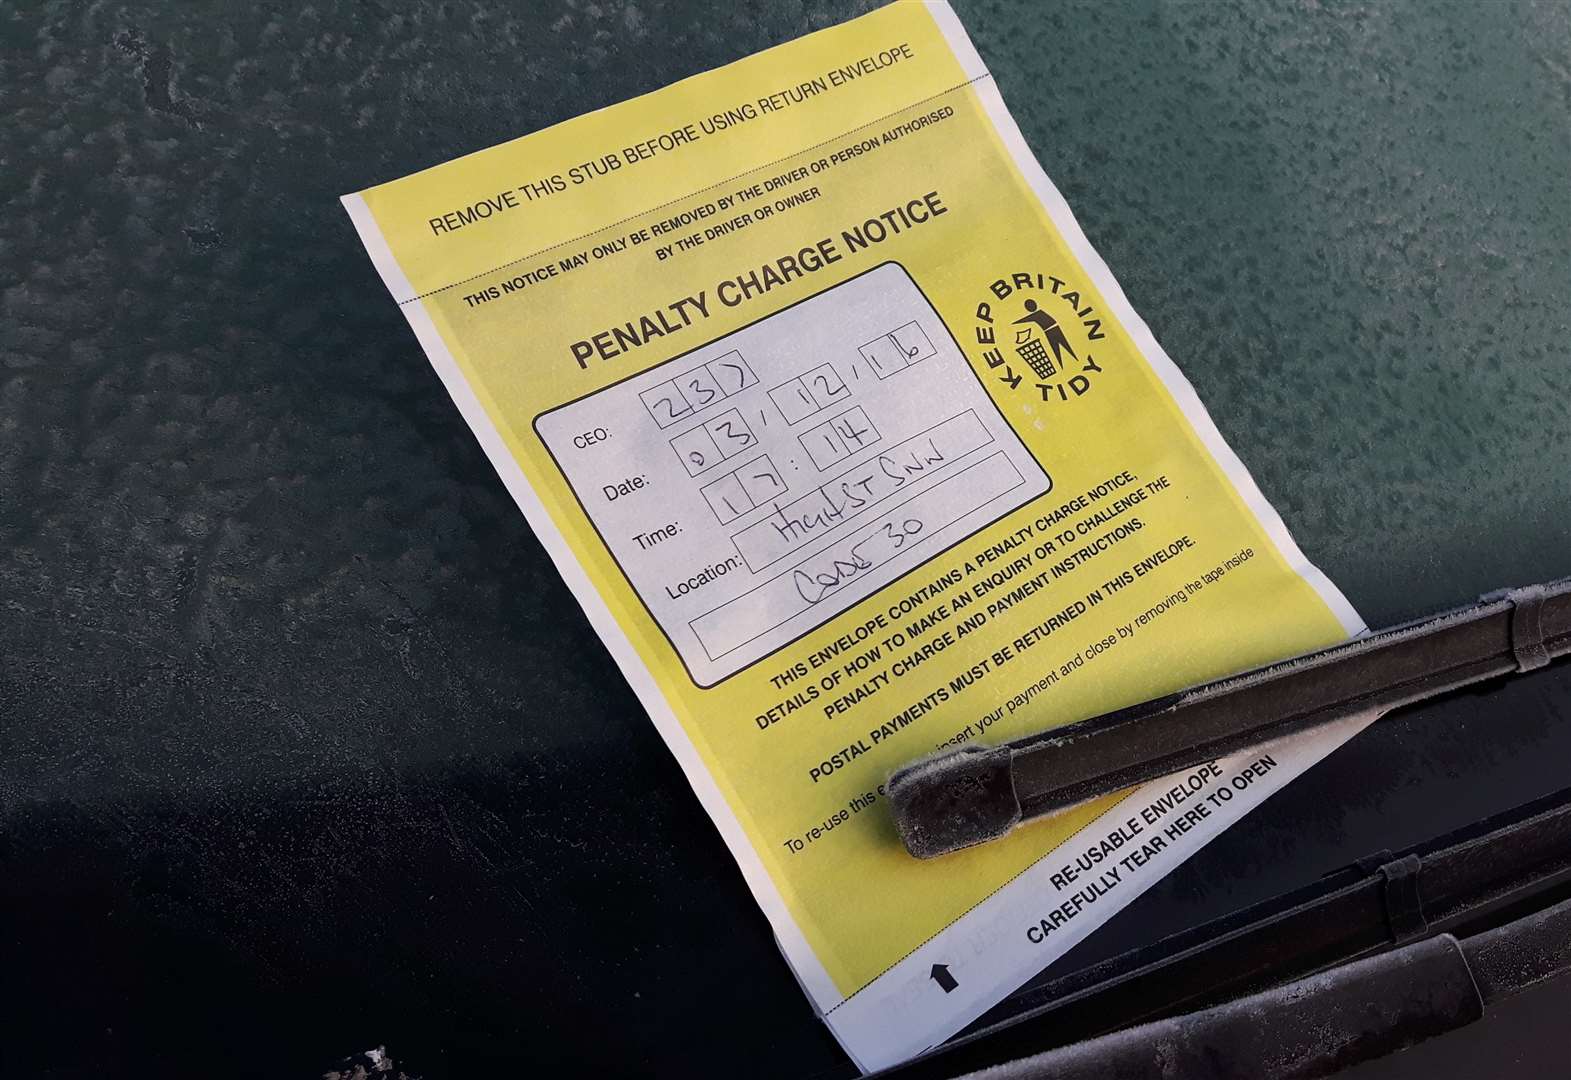 REMOVE THIS STUB BEFORE USING RETURN ENVELOPE
THIS NOTICE MAY ONLY BE REMOVED BY THE DRIVER OR PERSON AUTHORISED
BY THE DRIVER OR OWNER
PENALTY CHARGE NOTICE
KEEP BRITAIN TIDY
CEO: 237
Date: 03, 12, 16
Time: 17:14
Location: HIGH ST SNN
CODE 30
THIS ENVELOPE CONTAINS A PENALTY CHARGE NOTICE,
DETAILS OF HOW TO MAKE AN ENQUIRY OR TO CHALLENGE THE
PENALTY CHARGE AND PAYMENT INSTRUCTIONS.
POSTAL PAYMENTS MUST BE RETURNED IN THIS ENVELOPE.
To re-use this insert your payment and close by removing the tape inside
RE-USABLE ENVELOPE
CAREFULLY TEAR HERE TO OPEN